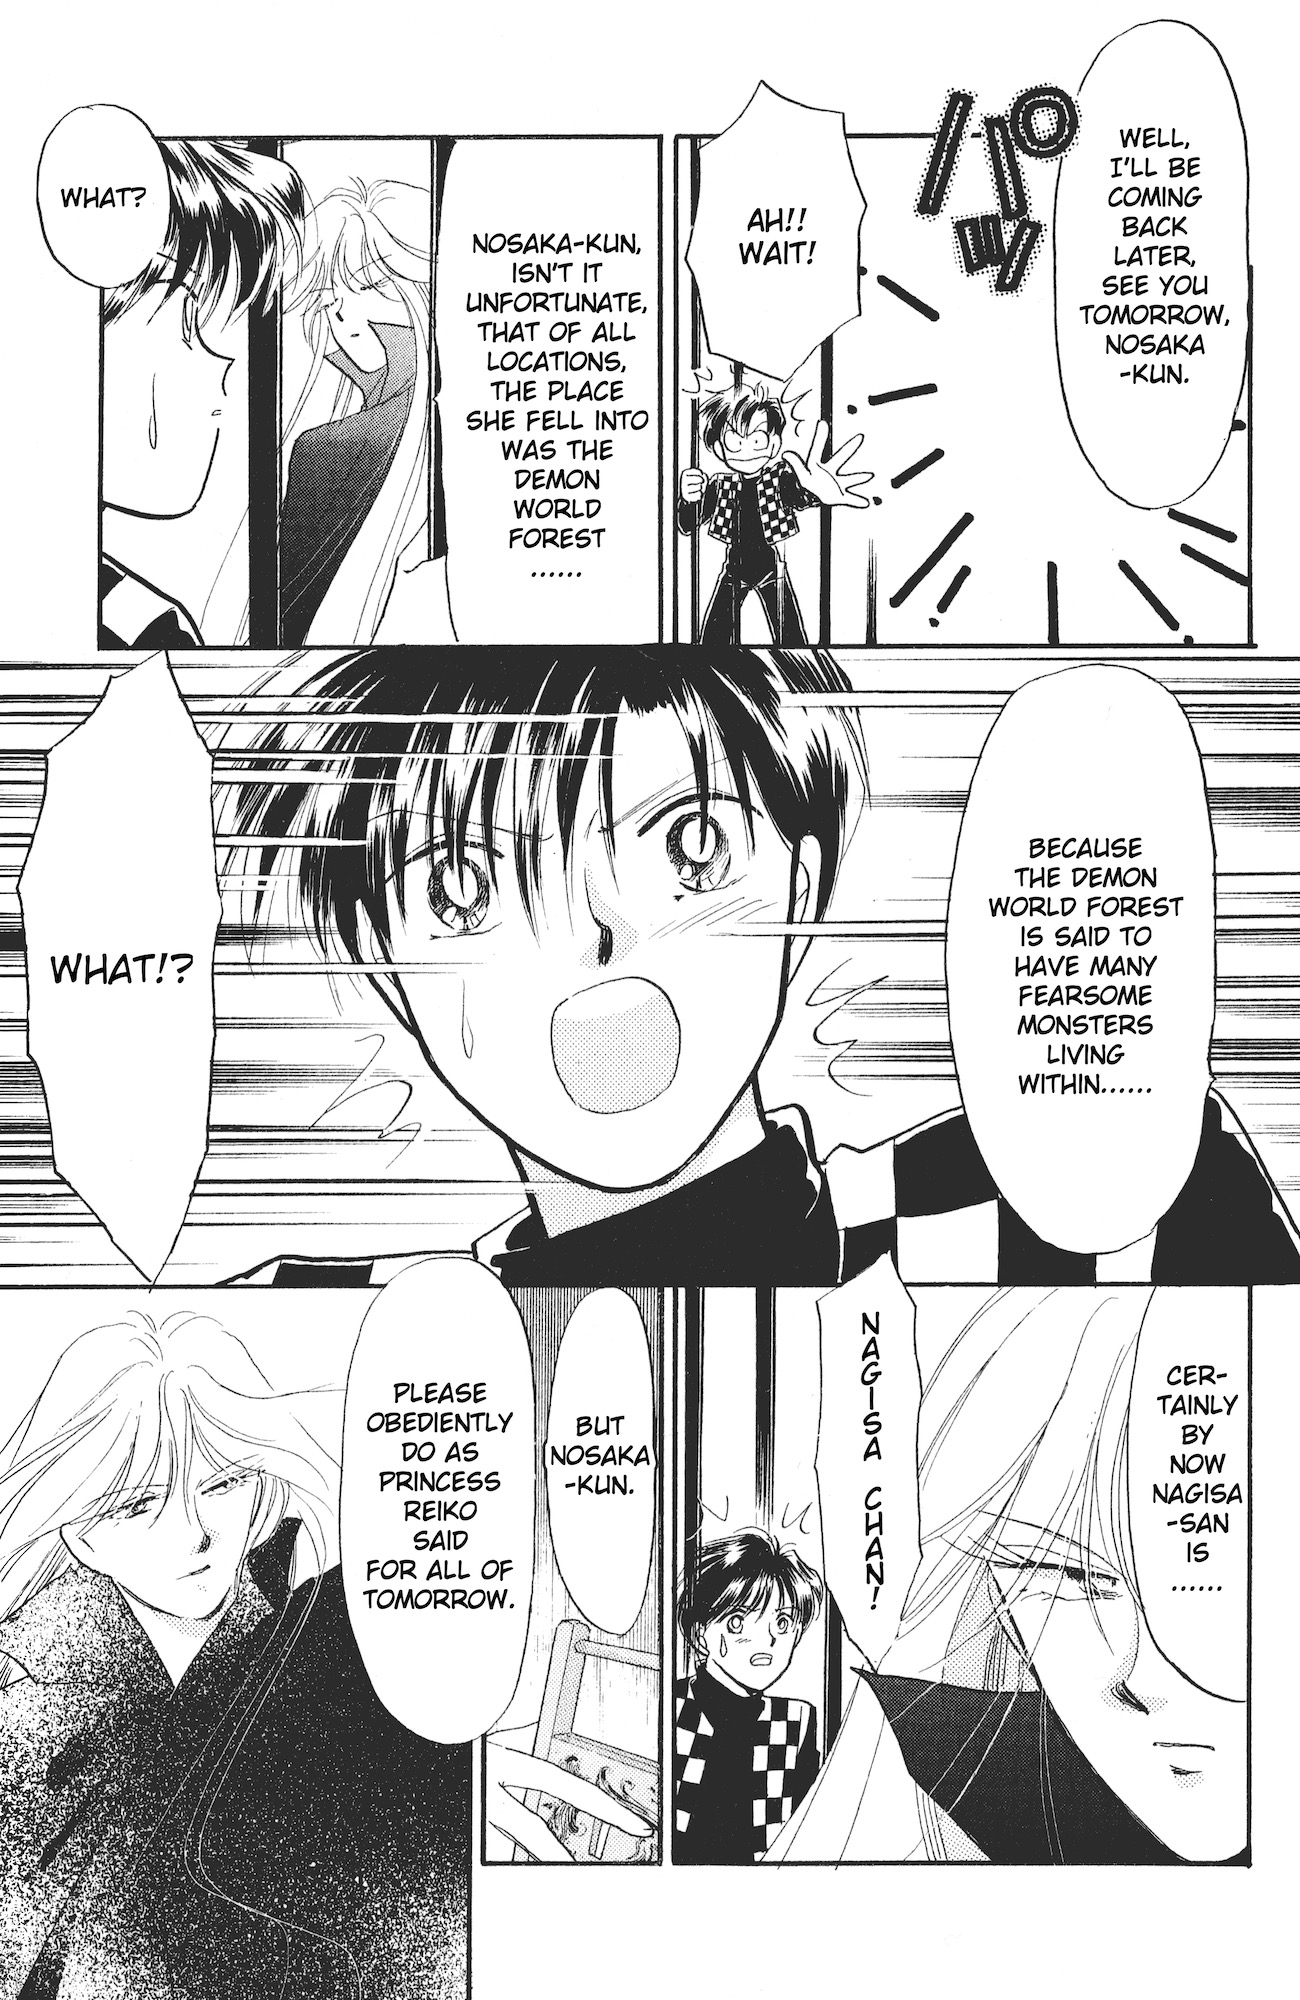 WELL,
I'LL BE
COMING
BACK
LATER,
SEE YOU
TOMORROW,
NOSAKA
-KUN.
パッ
AH!!
WAIT!
NOSAKA-KUN,
ISN'T IT
UNFORTUNATE,
THAT OF ALL
LOCATIONS,
THE PLACE
SHE FELL INTO
WAS THE
DEMON
WORLD
FOREST
......
WHAT?
BECAUSE
THE DEMON
WORLD FOREST
IS SAID TO
HAVE MANY
FEARSOME
MONSTERS
LIVING
WITHIN......
WHAT!?
CER-
TAINLY
BY
NOW
NAGISA
-SAN
IS
......
NAGISA CHAN!
BUT
NOSAKA
-KUN.
PLEASE
OBEDIENTLY
DO AS
PRINCESS
REIKO
SAID
FOR ALL OF
TOMORROW.